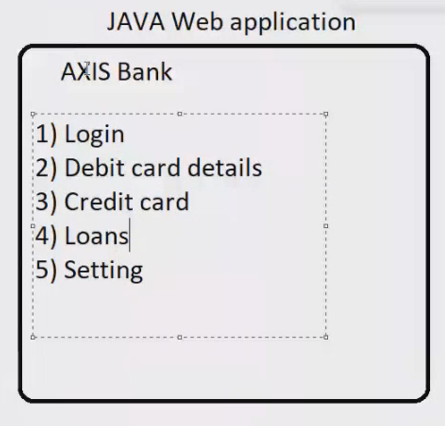 JAVA Web application
AXIS Bank
1) Login
2) Debit card details
3) Credit card
4) Loans
5) Setting